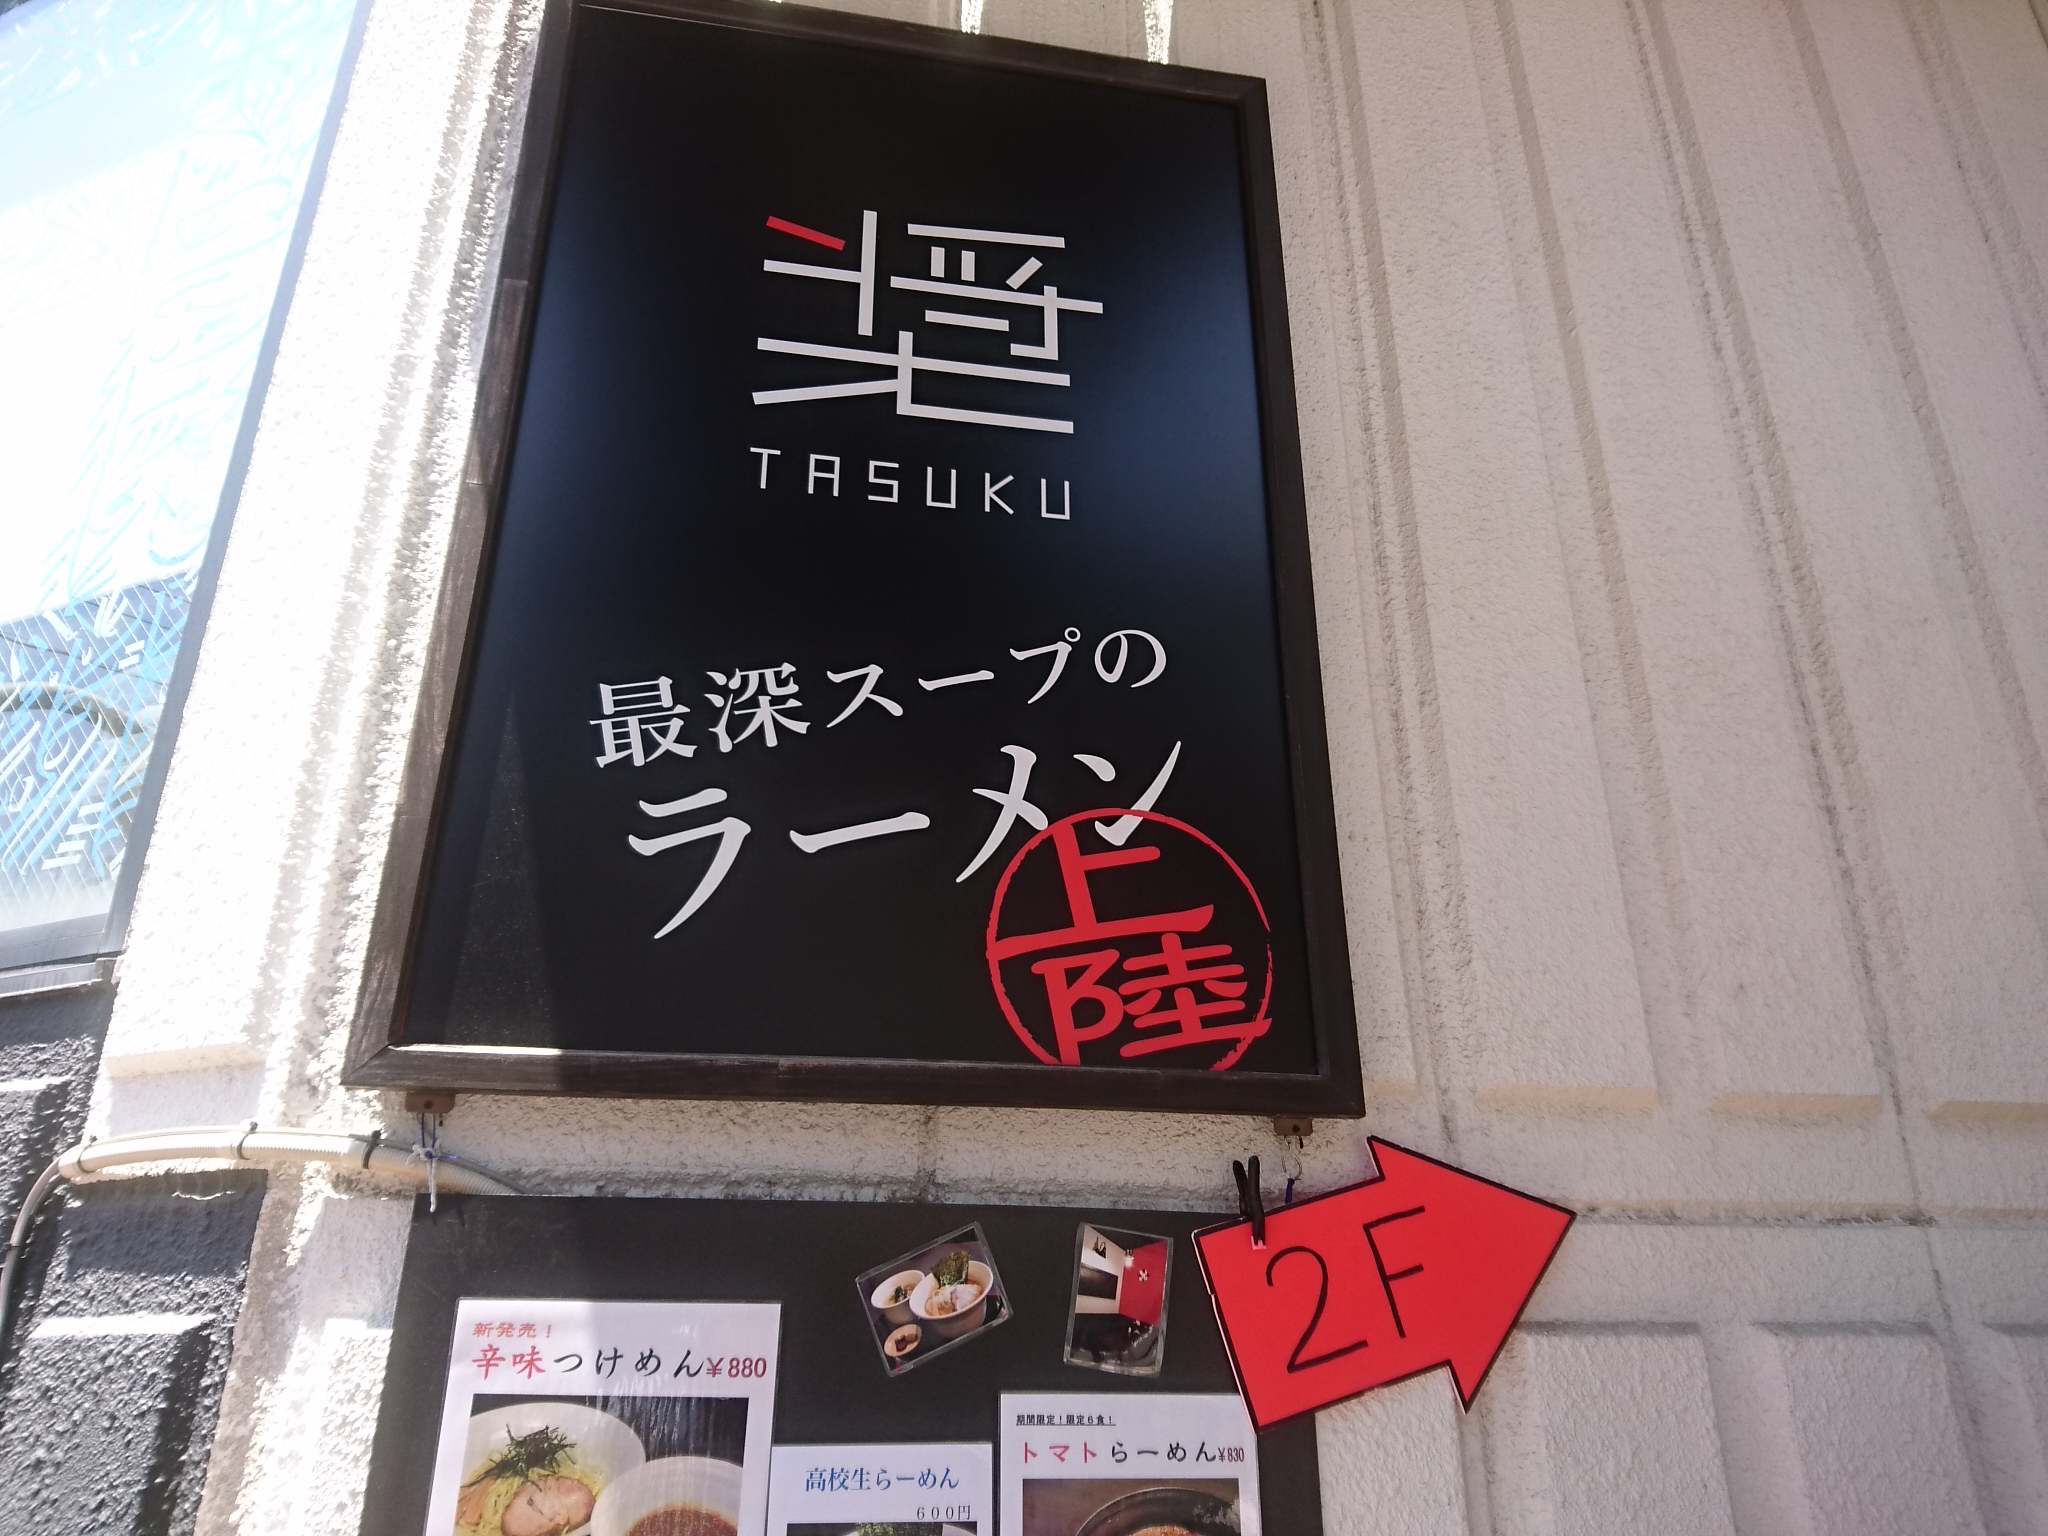 TASUKU
最深スープの
ラーメン
上陸
2F
新発売！
辛味つけめん¥880
高校生らーめん
600円
期間限定！限定6食！
トマトらーめん¥830